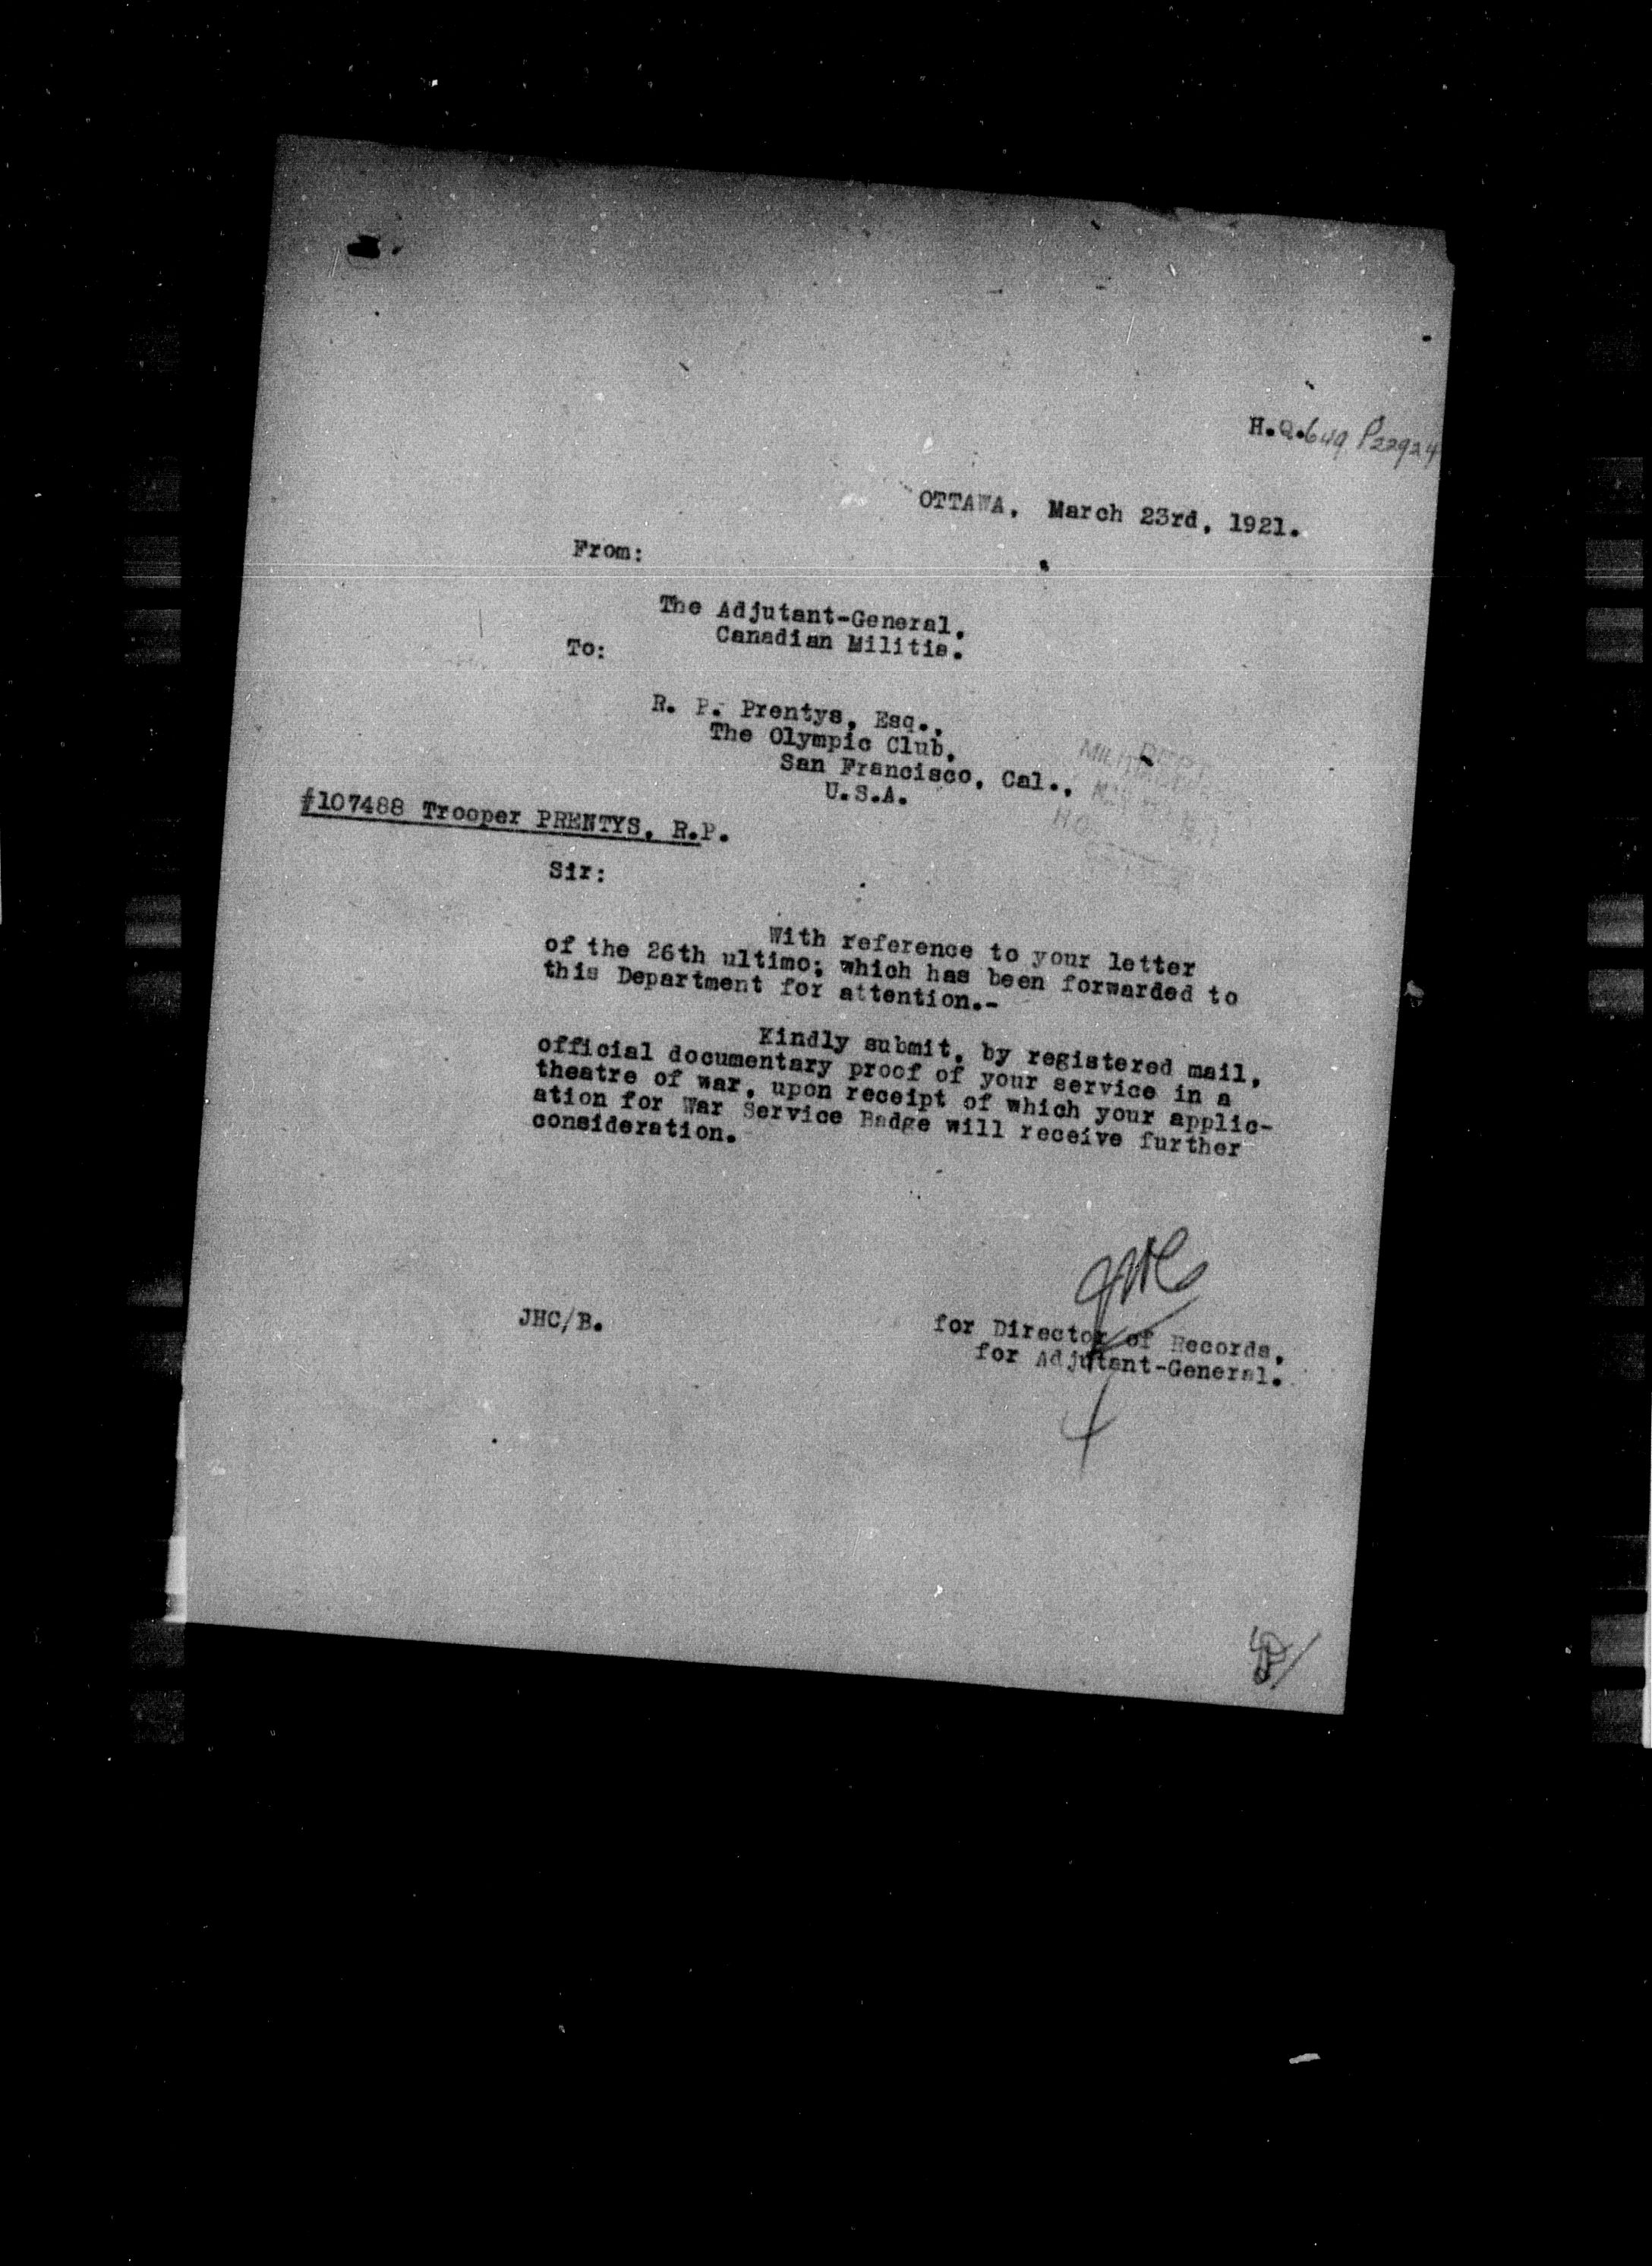 H.Q. 649 P22924
OTTAWA, March 23rd, 1921.
From:
The Adjutant-General,
Canadian Militia.
To:
R. P. Prentys, Esq.,
The Olympic Club,
San Francisco, Cal.,
U.S.A.
#107488 Trooper PRENTYS, R.P.
Sir:
With reference to your letter
of the 26th ultimo; which has been forwarded to
this Department for attention.-
Kindly submit, by registered mail,
official documentary proof of your service in a
theatre of war, upon receipt of which your applic-
ation for War Service Badge will receive further
consideration.
JHC/B.
for Director of Records,
for Adjutant-General.